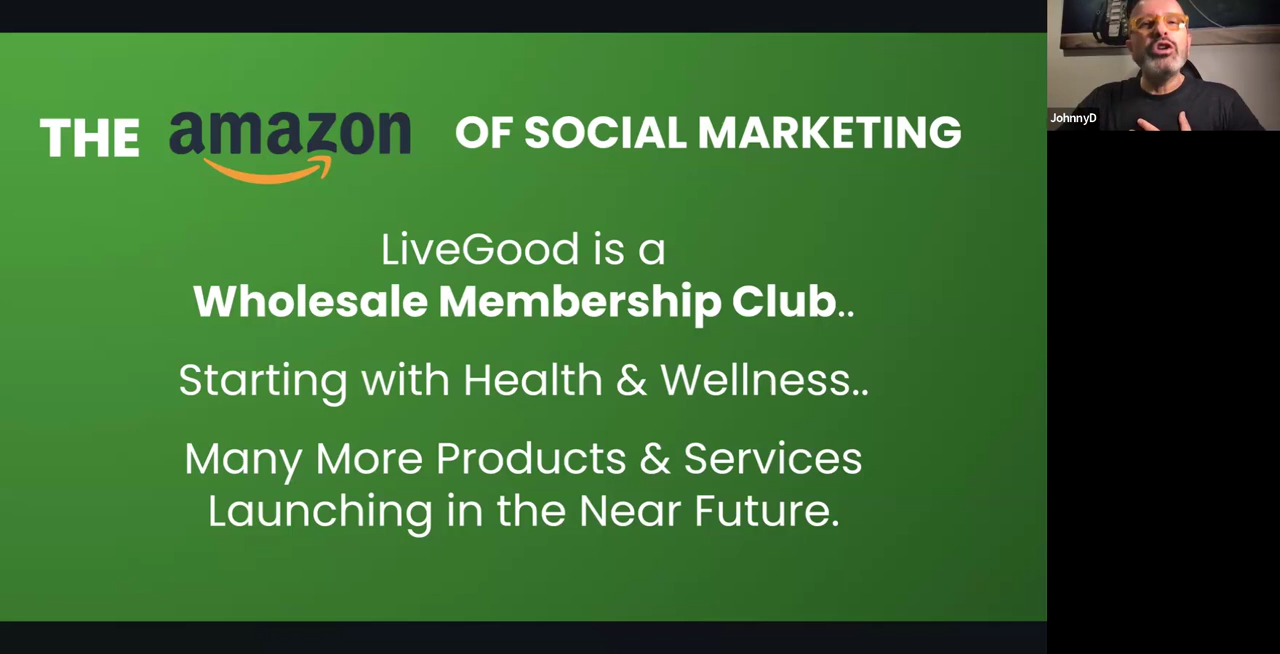 THE amazon OF SOCIAL MARKETING
LiveGood is a
Wholesale Membership Club..
Starting with Health & Wellness..
Many More Products & Services
Launching in the Near Future.
JohnnyD